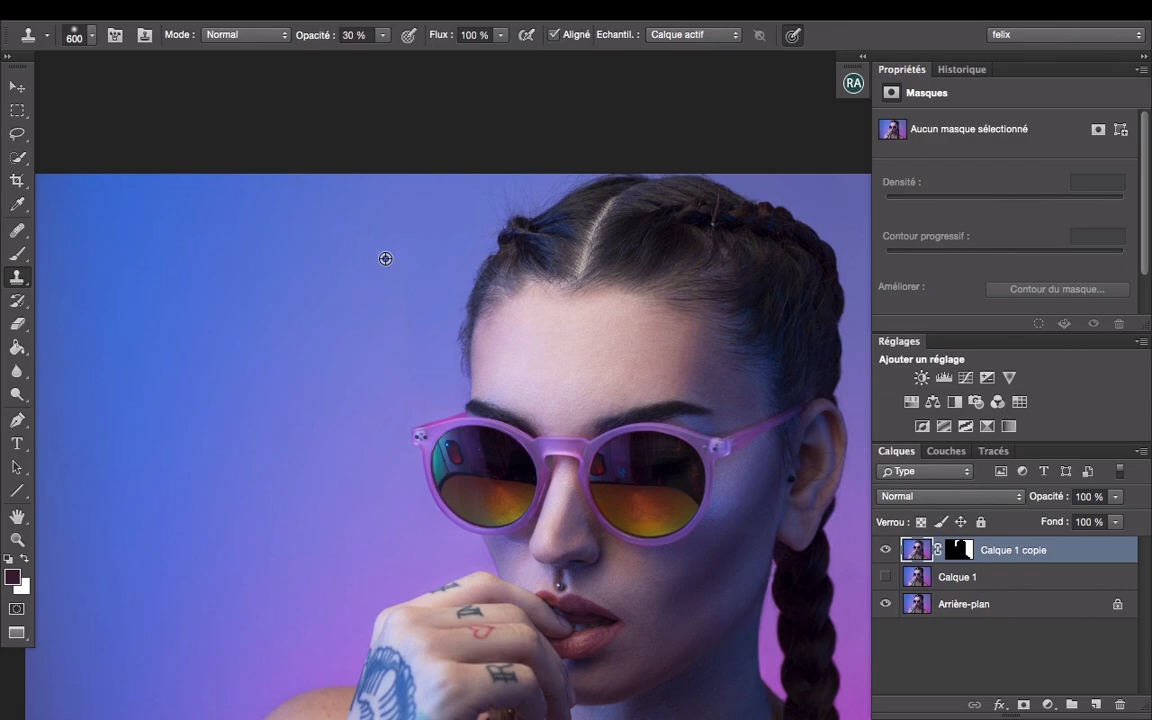 600
Mode : Normal
Opacité : 30 %
Flux : 100 %
Aligné
Echantil. : Calque actif
felix
RA
Propriétés
Historique
Masques
Aucun masque sélectionné
Densité :
Contour progressif :
Améliorer :
Contour du masque...
Réglages
Ajouter un réglage
Calques
Couches
Tracés
Type
Normal
Opacité : 100 %
Verrou :
Fond : 100 %
Calque 1 copie
Calque 1
Arrière-plan
fx